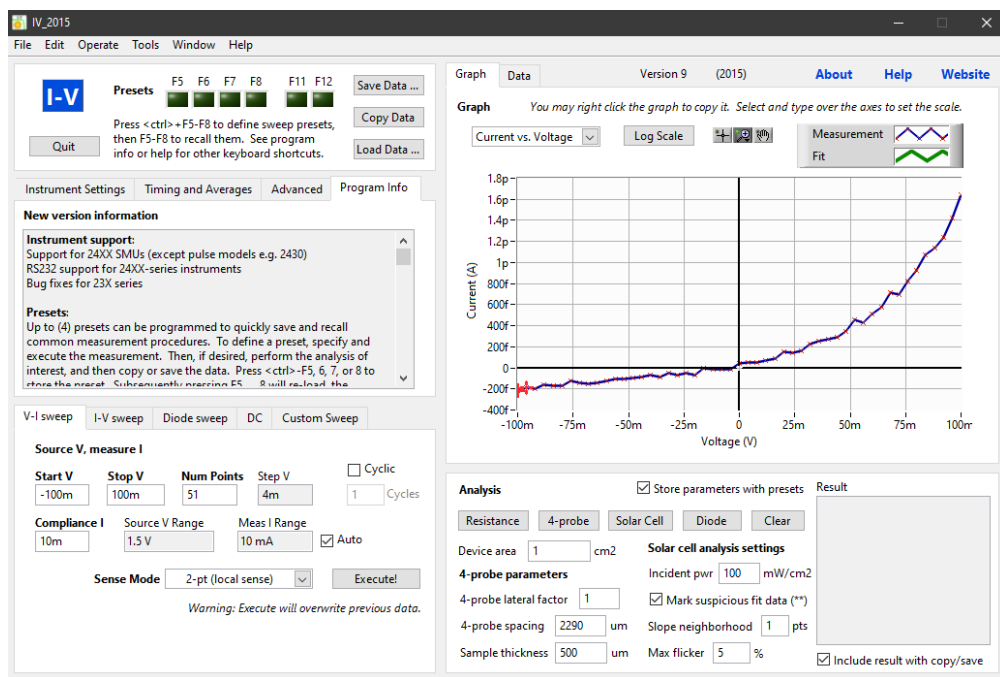 IV_2015
File Edit Operate Tools Window Help
I-V
Presets
F5 F6 F7 F8 F11 F12
Save Data ...
Copy Data
Load Data ...
Quit
Press <ctrl>+F5-F8 to define sweep presets,
then F5-F8 to recall them. See program
info or help for other keyboard shortcuts.
Instrument Settings Timing and Averages Advanced Program Info
New version information
Instrument support:
Support for 24XX SMUs (except pulse models e.g. 2430)
RS232 support for 24XX-series instruments
Bug fixes for 23X series
Presets:
Up to (4) presets can be programmed to quickly save and recall
common measurement procedures. To define a preset, specify and
execute the measurement. Then, if desired, perform the analysis of
interest, and then copy or save the data. Press <ctrl>-F5, 6, 7, or 8 to
store the preset. Subsequently pressing F5 8 will re-load the
V-I sweep I-V sweep Diode sweep DC Custom Sweep
Source V, measure I
Start V Stop V Num Points Step V Cyclic
-100m 100m 51 4m 1 Cycles
Compliance I Source V Range Meas I Range
10m 1.5 V 10 mA Auto
Sense Mode 2-pt (local sense) Execute!
Warning: Execute will overwrite previous data.
Graph Data Version 9 (2015) About Help Website
Graph You may right click the graph to copy it. Select and type over the axes to set the scale.
Current vs. Voltage Log Scale
Measurement
Fit
1.8p
1.6p
1.4p
1.2p
1p
800f
600f
400f
200f
0
-200f
-400f
Current (A)
-100m -75m -50m -25m 0 25m 50m 75m 100m
Voltage (V)
Analysis Store parameters with presets Result
Resistance 4-probe Solar Cell Diode Clear
Device area 1 cm2 Solar cell analysis settings
4-probe parameters Incident pwr 100 mW/cm2
4-probe lateral factor 1 Mark suspicious fit data (**)
4-probe spacing 2290 um Slope neighborhood 1 pts
Sample thickness 500 um Max flicker 5 %
Include result with copy/save